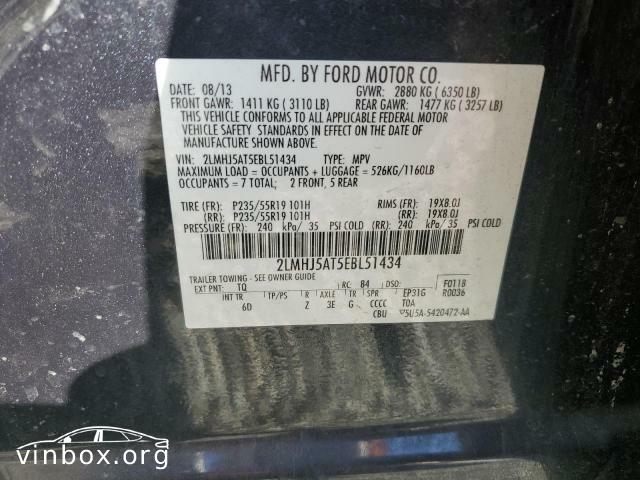 MFD. BY FORD MOTOR CO.
DATE: 08/13 GVWR: 2880 KG ( 6350 LB)
FRONT GAWR: 1411 KG ( 3110 LB) REAR GAWR: 1477 KG ( 3257 LB)
THIS VEHICLE CONFORMS TO ALL APPLICABLE FEDERAL MOTOR
VEHICLE SAFETY STANDARDS IN EFFECT ON THE DATE OF
MANUFACTURE SHOWN ABOVE.
VIN: 2LMHJ5AT5EBL51434 TYPE: MPV
MAXIMUM LOAD = OCCUPANTS + LUGGAGE = 526KG/1160LB
OCCUPANTS = 7 TOTAL; 2 FRONT, 5 REAR
TIRE (FR): P235/55R19 101H RIMS (FR): 19X8.0J
(RR): P235/55R19 101H (RR): 19X8.0J
PRESSURE (FR): 240 kPa/ 35 PSI COLD (RR): 240 kPa/ 35 PSI COLD
2LMHJ5AT5EBL51434
TRAILER TOWING - SEE OWNER GUIDE
EXT PNT: TQ RC: 84 DSO: F0118
INT TR TP/PS R AXLE TR SPR EP31G R0036
6D Z 3E G CCCC TOA
CBU 5U5A-5420472-AA
vinbox.org